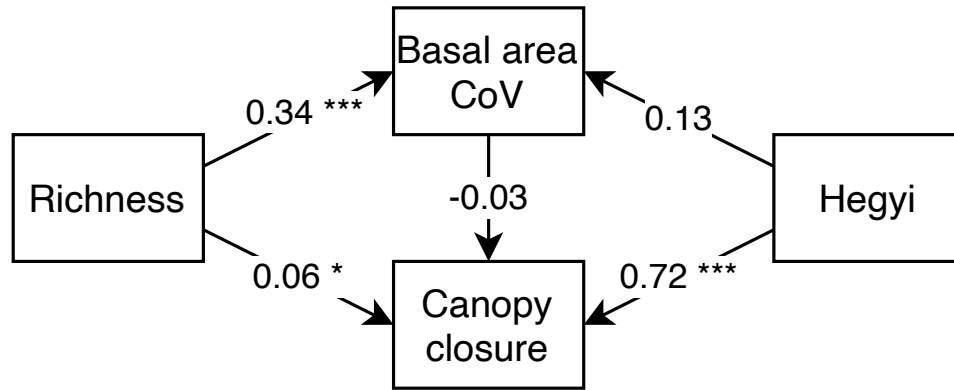 Basal area
CoV
0.34 ***
0.13
Richness
-0.03
Hegyi
0.06 *
0.72 ***
Canopy
closure